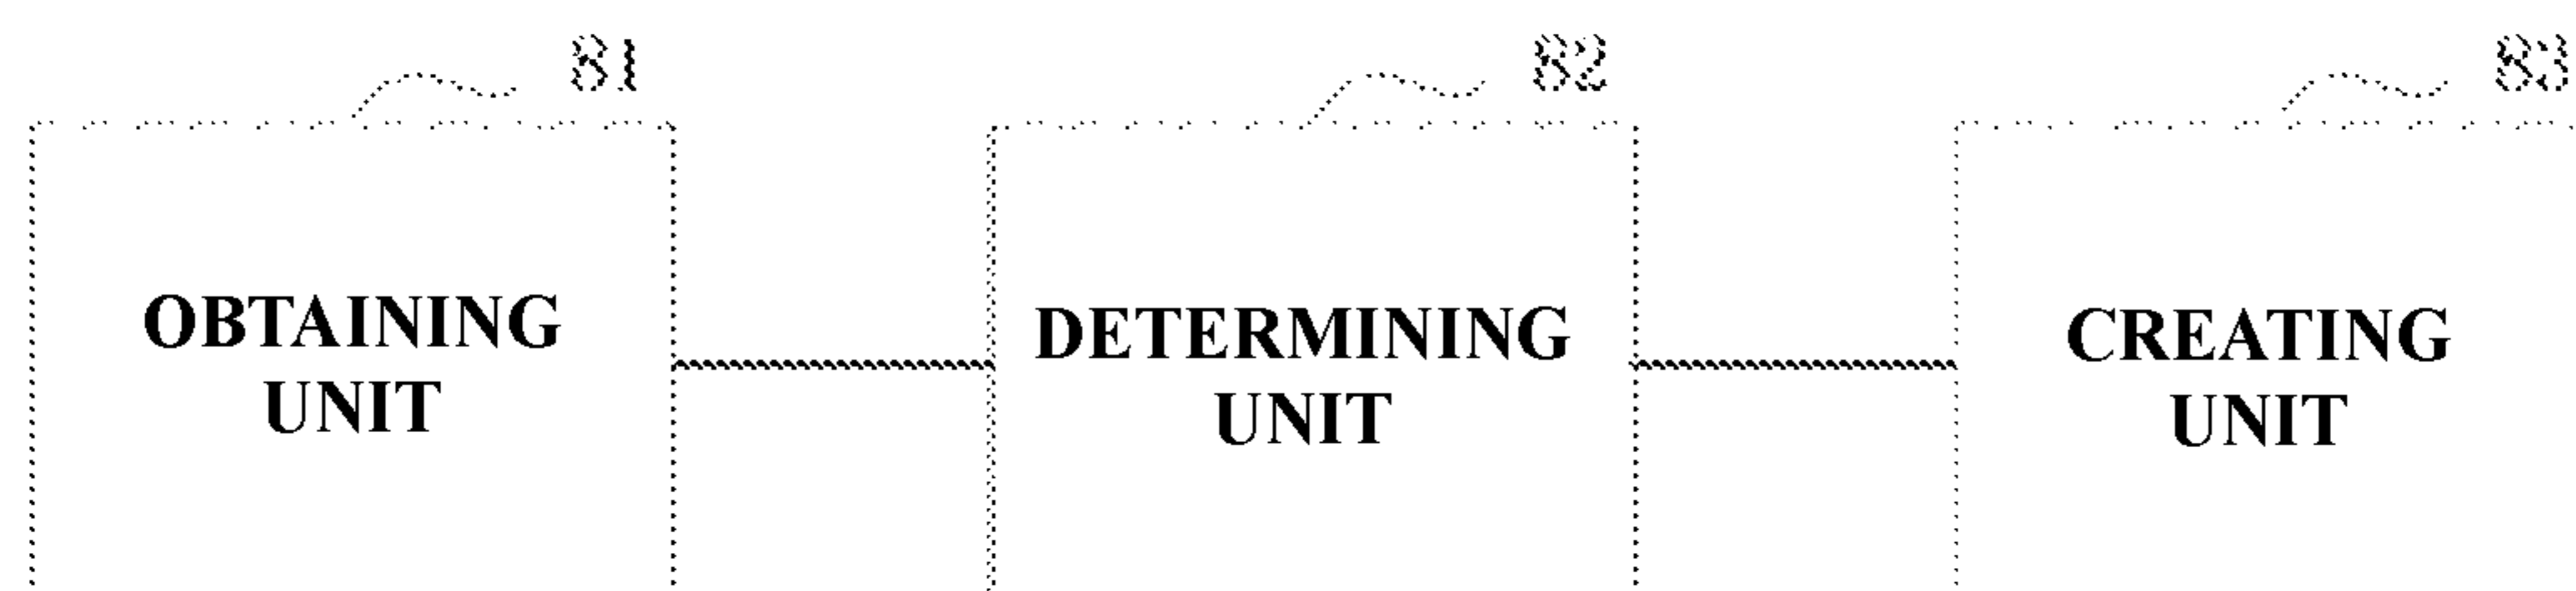 81
82
83
OBTAINING
UNIT
DETERMINING
UNIT
CREATING
UNIT